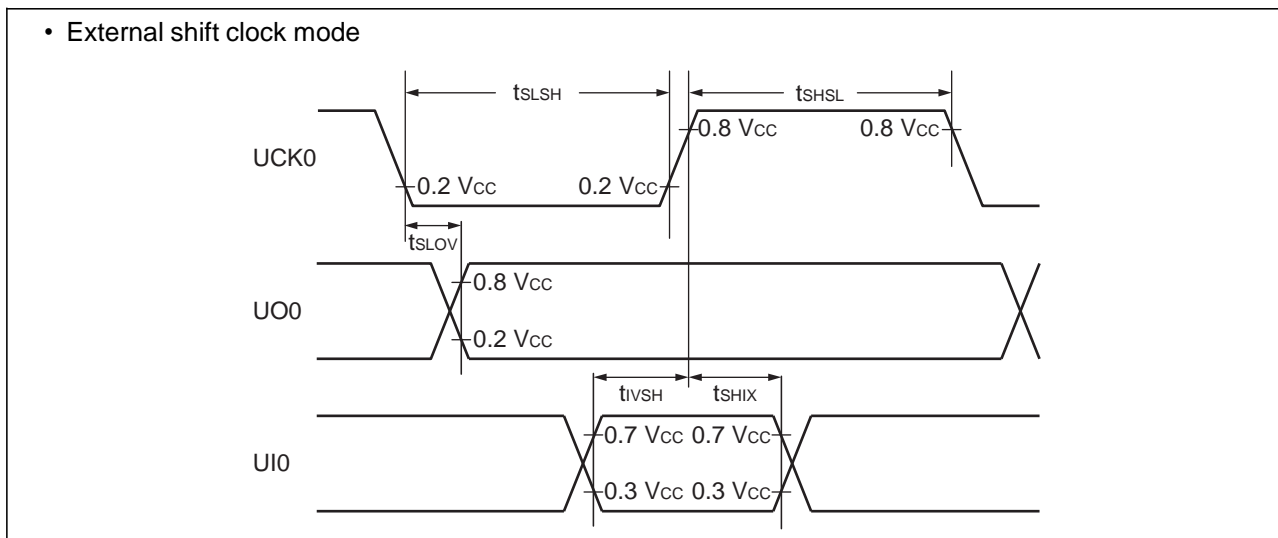 • External shift clock mode
tSLSH tSHSL
0.8 VCC 0.8 VCC
UCK0
0.2 VCC 0.2 VCC
tSLOV
0.8 VCC
UO0
0.2 VCC
tIVSH tSHIX
0.7 VCC 0.7 VCC
UI0
0.3 VCC 0.3 VCC